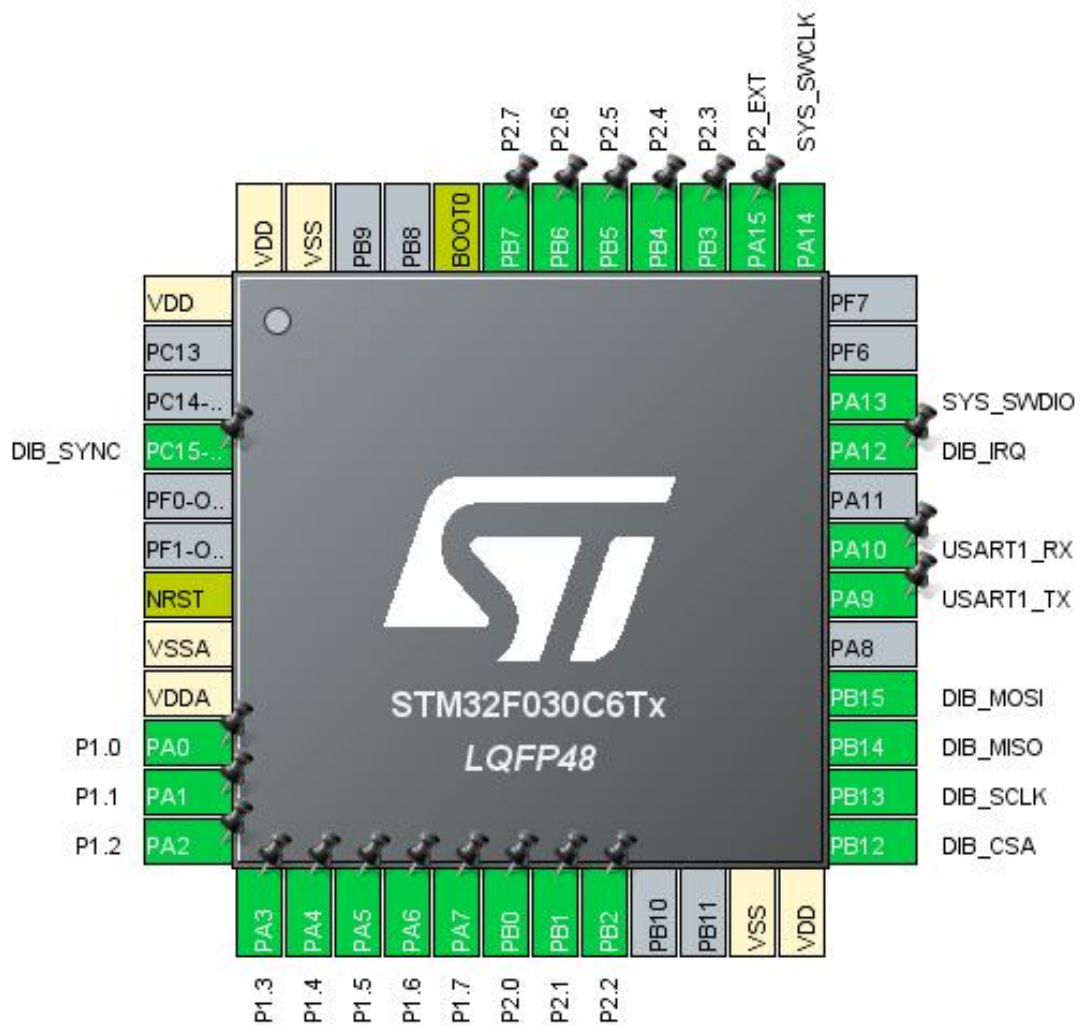 P2.7
P2.6
P2.5
P2.4
P2.3
P2_EXT
SYS_SWCLK
VDD
VSS
PB9
PB8
BOOT0
PB7
PB6
PB5
PB4
PB3
PA15
PA14
VDD
PC13
PC14-..
DIB_SYNC PC15-..
PF0-O..
PF1-O..
NRST
VSSA
VDDA
P1.0 PA0
P1.1 PA1
P1.2 PA2
PF7
PF6
PA13 SYS_SWDIO
PA12 DIB_IRQ
PA11
PA10 USART1_RX
PA9 USART1_TX
PA8
PB15 DIB_MOSI
PB14 DIB_MISO
PB13 DIB_SCLK
PB12 DIB_CSA
ST
STM32F030C6Tx
LQFP48
PA3
PA4
PA5
PA6
PA7
PB0
PB1
PB2
PB10
PB11
VSS
VDD
P1.3
P1.4
P1.5
P1.6
P1.7
P2.0
P2.1
P2.2